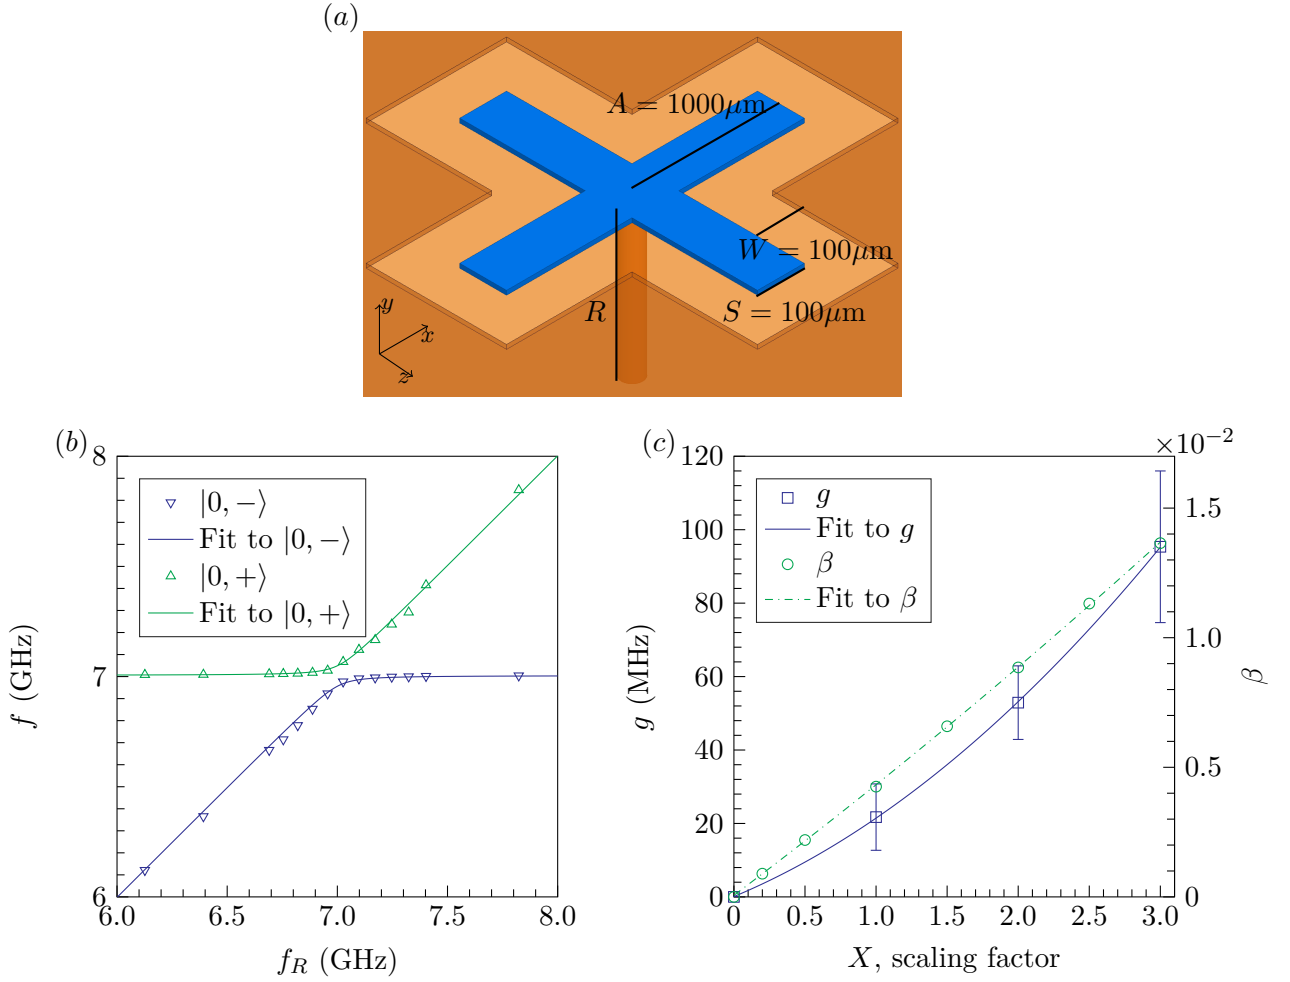 (a)
A = 1000μm
W = 100μm
S = 100μm
R
y
x
z
(b)
8
7
6
f (GHz)
|0, −⟩
Fit to |0, −⟩
|0, +⟩
Fit to |0, +⟩
6.0 6.5 7.0 7.5 8.0
f_R (GHz)
(c)
×10⁻²
120
100
80
60
40
20
0
g (MHz)
g
Fit to g
β
Fit to β
1.5
1.0
0.5
0
β
0 0.5 1.0 1.5 2.0 2.5 3.0
X, scaling factor